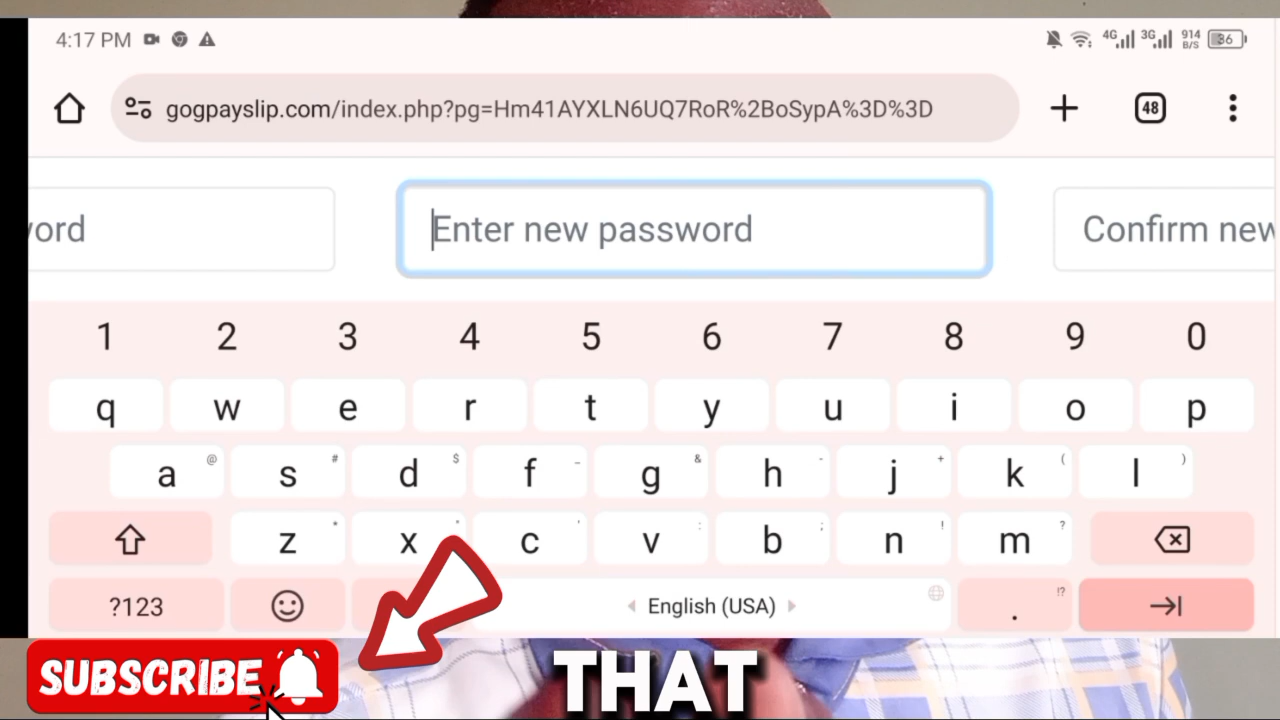 4:17 PM
4G 3G 914 B/S 36
gogpayslip.com/index.php?pg=Hm41AYXLN6UQ7RoR%2BoSypA%3D%3D
48
ord Enter new password Confirm new
1 2 3 4 5 6 7 8 9 0
q w e r t y u i o p
a @ s # d $ f _ g & h - j + k ( l )
z * x " c ' v : b ; n ! m ?
?123 English (USA) . !?
SUBSCRIBE
THAT